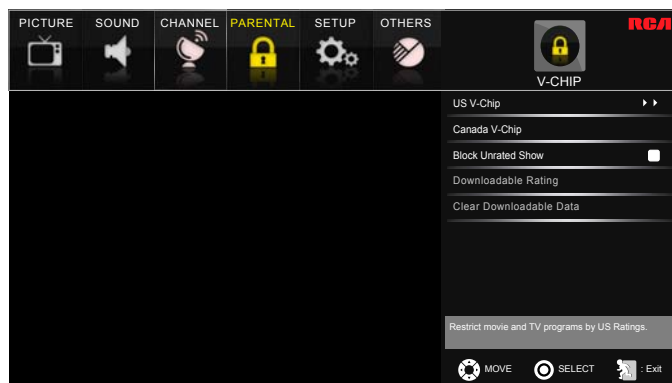 PICTURE SOUND CHANNEL PARENTAL SETUP OTHERS
RCA
V-CHIP
US V-Chip
Canada V-Chip
Block Unrated Show
Downloadable Rating
Clear Downloadable Data
Restrict movie and TV programs by US Ratings.
MOVE SELECT : Exit